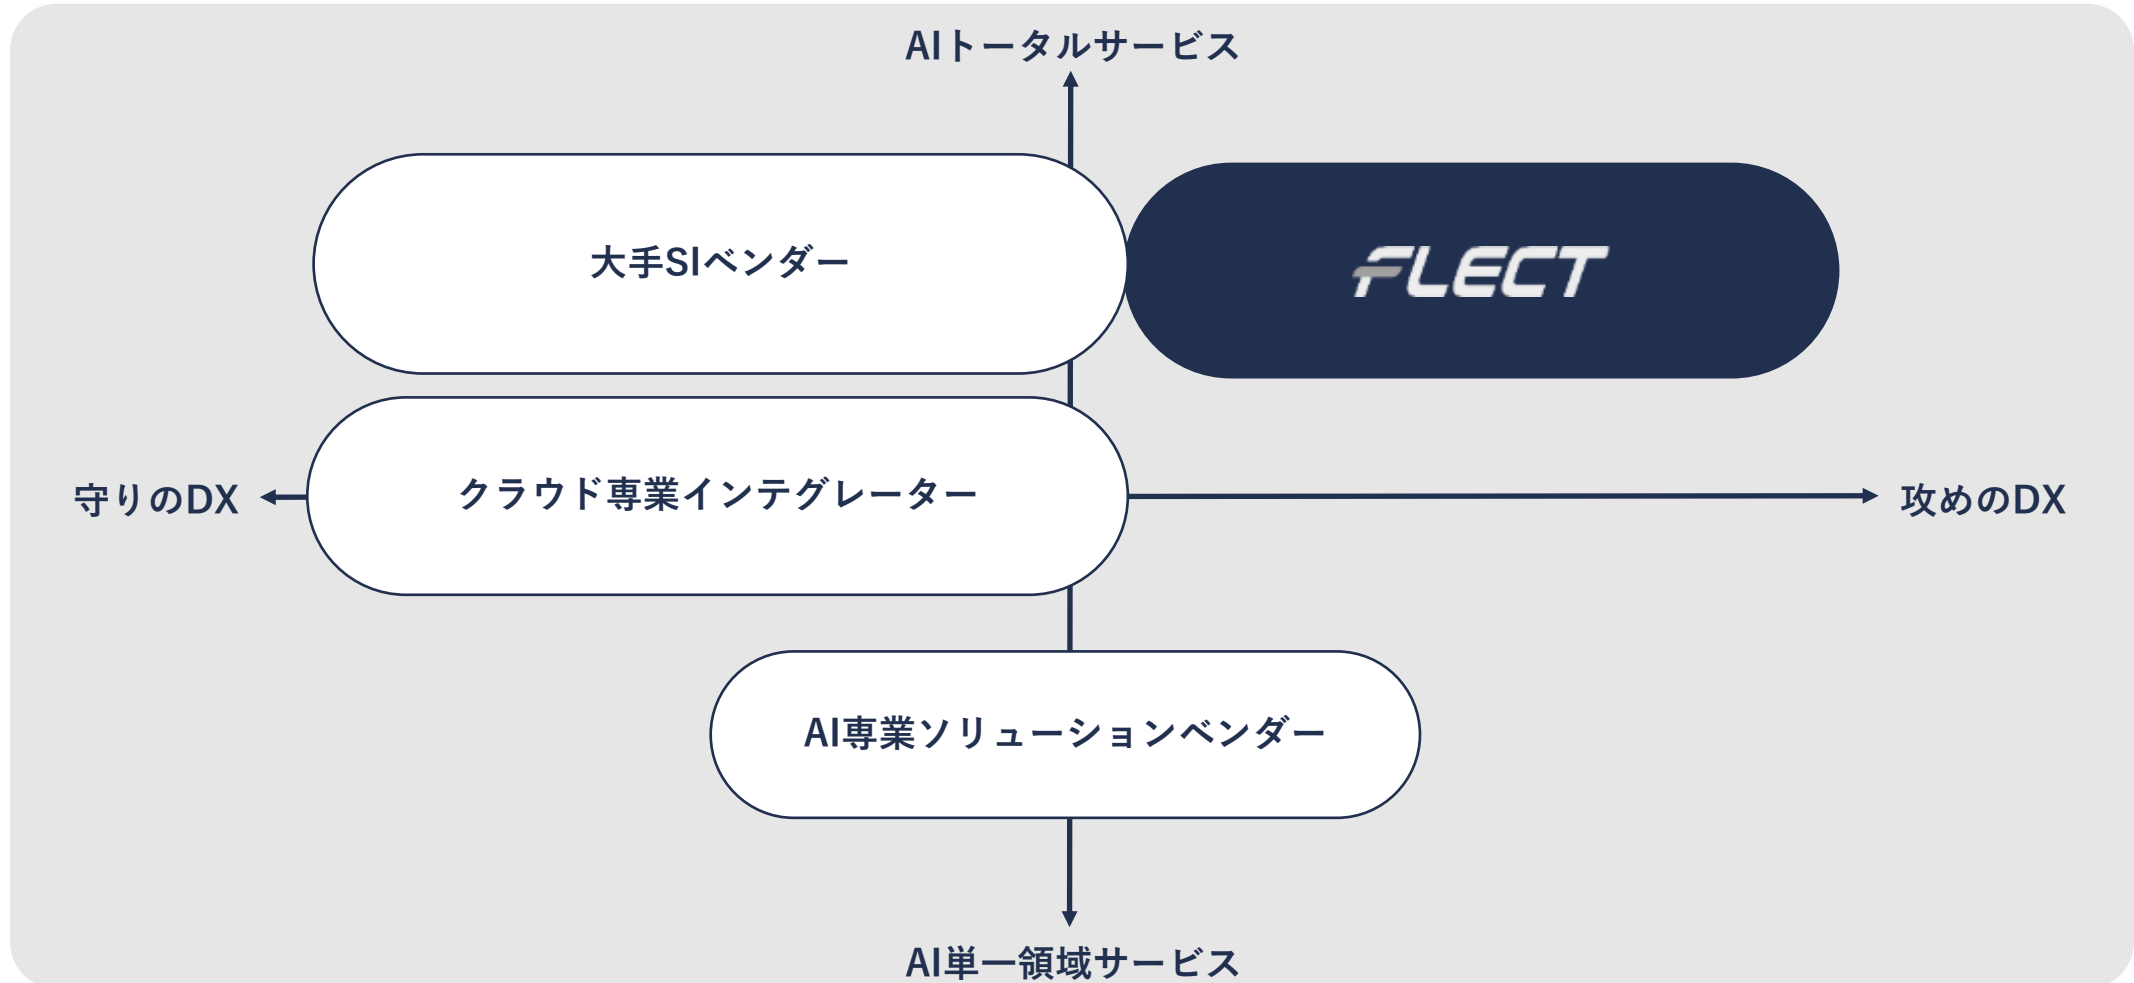 AIトータルサービス
大手SIベンダー
FLECT
クラウド専業インテグレーター
守りのDX
攻めのDX
AI専業ソリューションベンダー
AI単一領域サービス